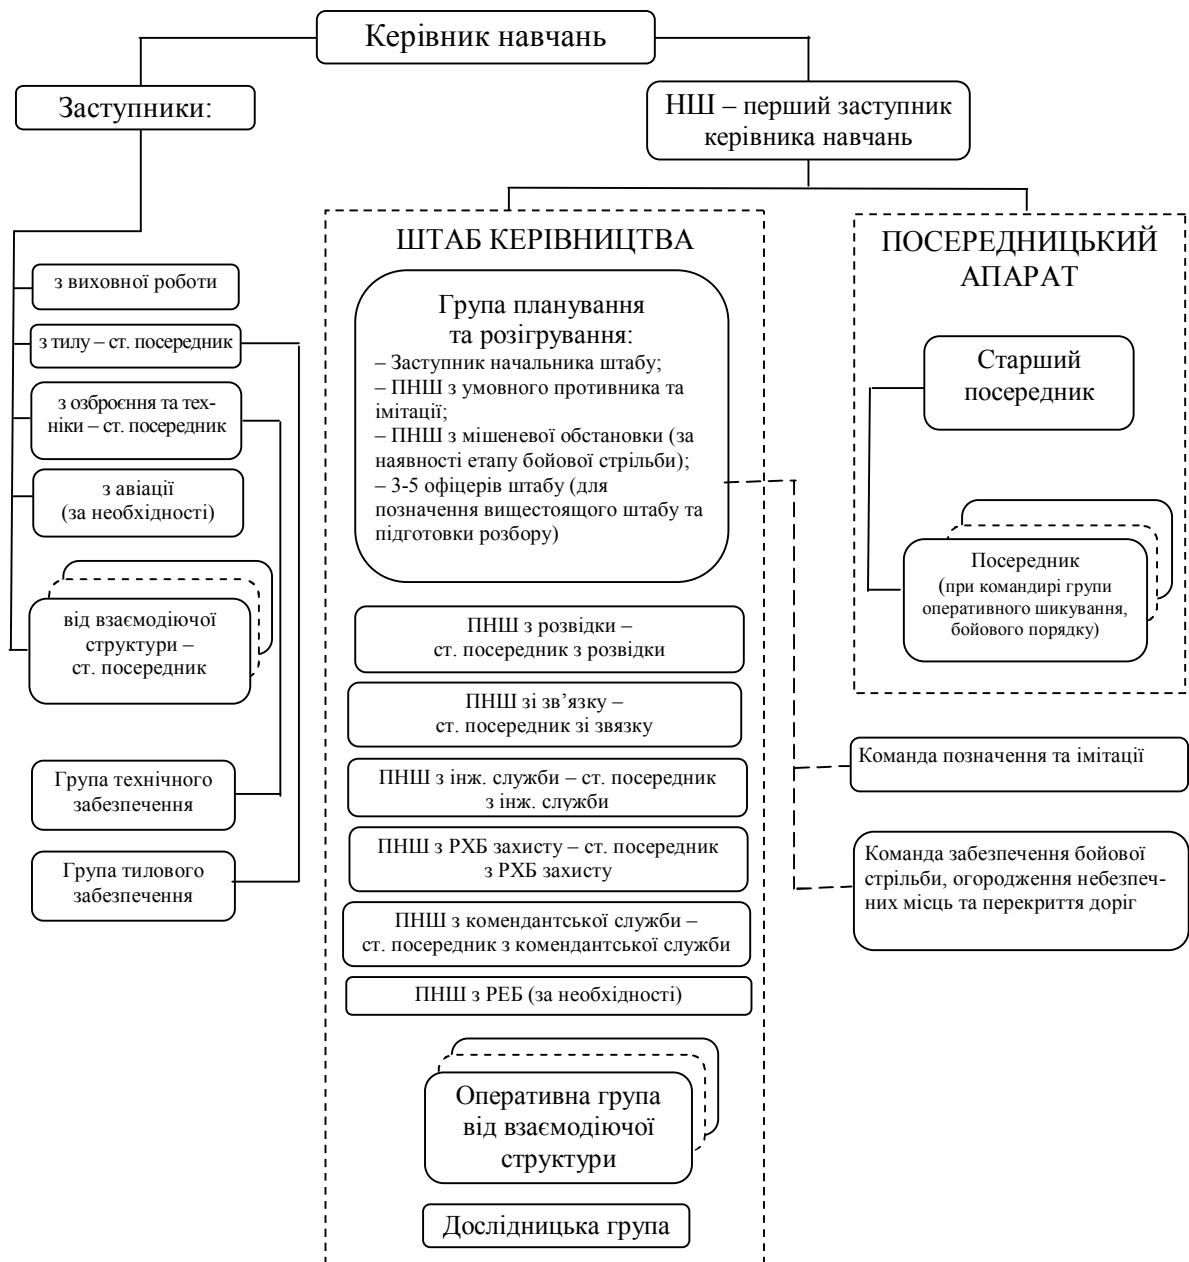 Керівник навчань
Заступники:
НШ – перший заступник
керівника навчань
з виховної роботи
з тилу – ст. посередник
з озброєння та тех-
ніки – ст. посередник
з авіації
(за необхідності)
від взаємодіючої
структури –
ст. посередник
Група технічного
забезпечення
Група тилового
забезпечення
ШТАБ КЕРІВНИЦТВА
Група планування
та розігрування:
– Заступник начальника штабу;
– ПНШ з умовного противника та
імітації;
– ПНШ з мішеневої обстановки (за
наявності етапу бойової стрільби);
– 3-5 офіцерів штабу (для
позначення вищестоящого штабу та
підготовки розбору)
ПНШ з розвідки –
ст. посередник з розвідки
ПНШ зі зв’язку –
ст. посередник зі звязку
ПНШ з інж. служби – ст. посередник
з інж. служби
ПНШ з РХБ захисту – ст. посередник
з РХБ захисту
ПНШ з комендантської служби –
ст. посередник з комендантської служби
ПНШ з РЕБ (за необхідності)
Оперативна група
від взаємодіючої
структури
Дослідницька група
ПОСЕРЕДНИЦЬКИЙ
АПАРАТ
Старший
посередник
Посередник
(при командирі групи
оперативного шикування,
бойового порядку)
Команда позначення та імітації
Команда забезпечення бойової
стрільби, огородження небезпеч-
них місць та перекриття доріг